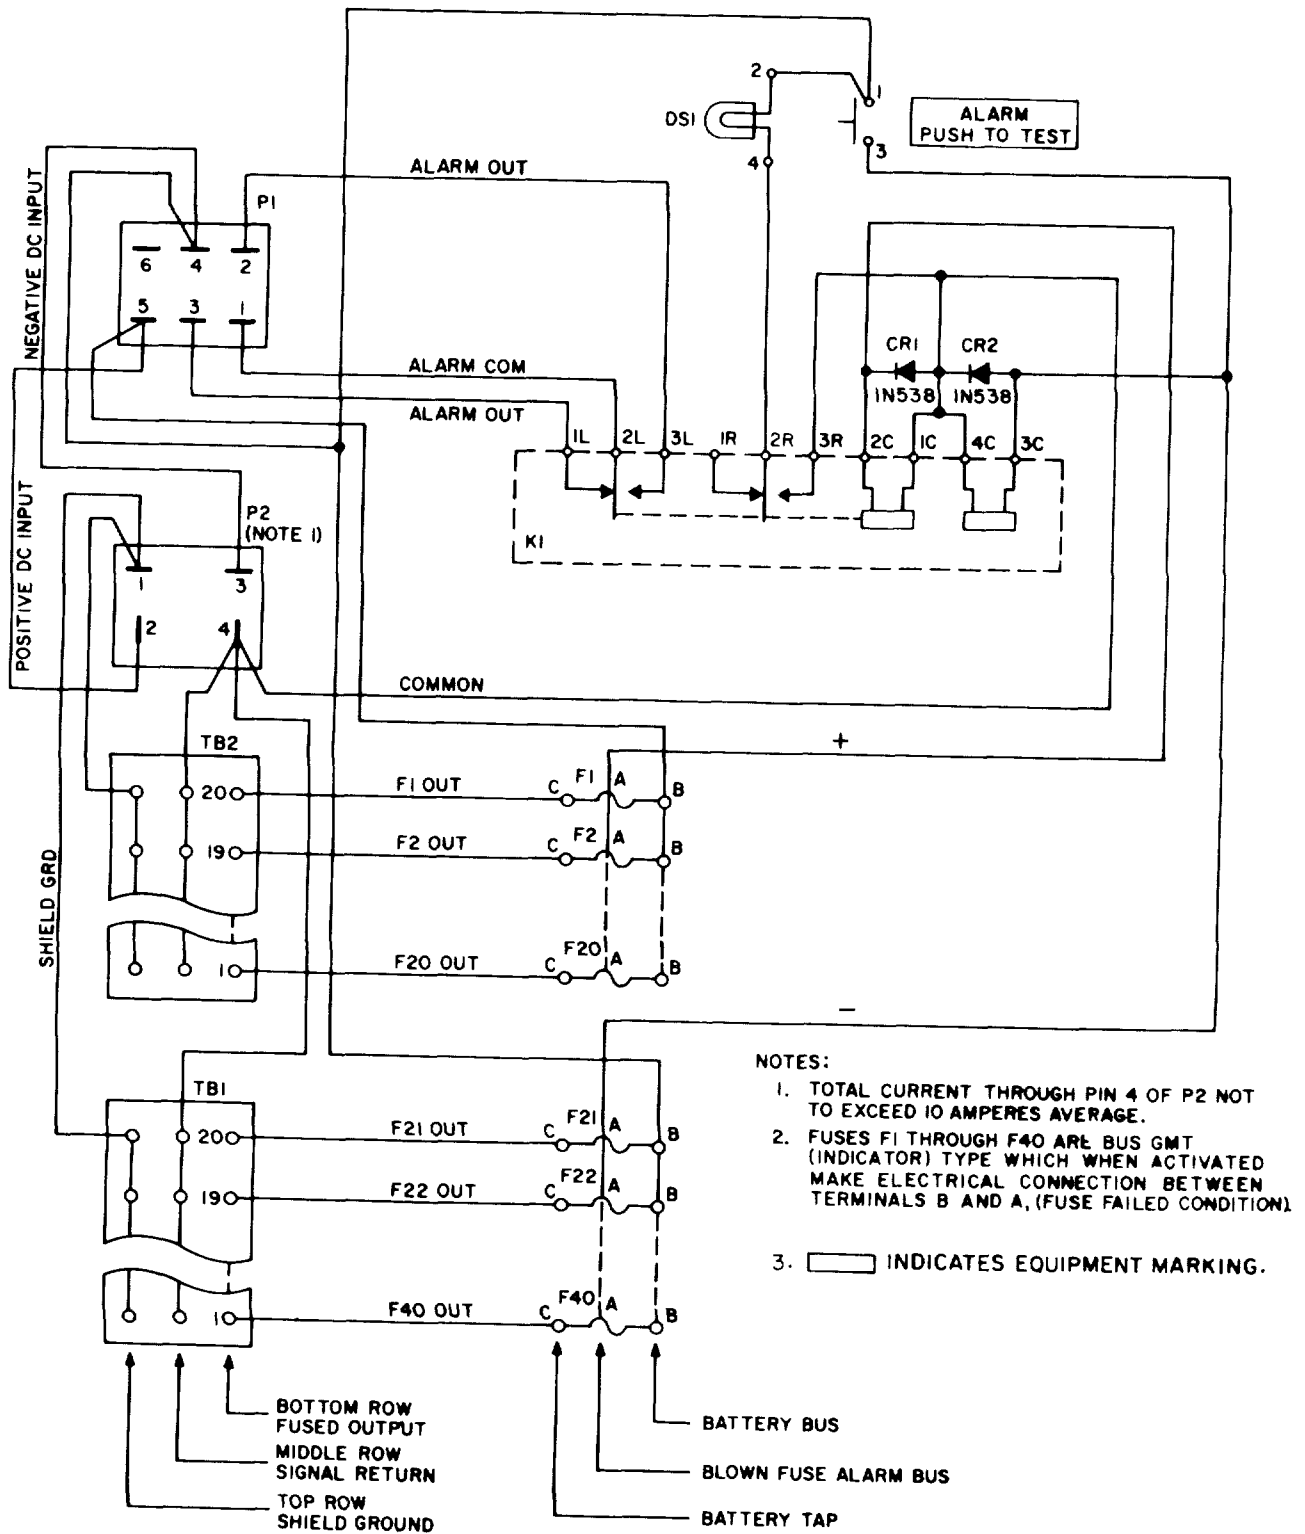 2
1
DS1
ALARM
PUSH TO TEST
4
3
ALARM OUT
P1
NEGATIVE DC INPUT
6 4 2
5 3 1
CR1 CR2
1N538 1N538
ALARM COM
ALARM OUT
1L 2L 3L 1R 2R 3R 2C 1C 4C 3C
K1
P2
(NOTE 1)
POSITIVE DC INPUT
1 3
2 4
COMMON
+
TB2
20 F1 OUT C F1 A B
19 F2 OUT C F2 A B
SHIELD GRD
1 F20 OUT C F20 A B
−
TB1
20 F21 OUT C F21 A B
19 F22 OUT C F22 A B
1 F40 OUT C F40 A B
NOTES:
1. TOTAL CURRENT THROUGH PIN 4 OF P2 NOT
TO EXCEED 10 AMPERES AVERAGE.
2. FUSES F1 THROUGH F40 ARE BUS GMT
(INDICATOR) TYPE WHICH WHEN ACTIVATED
MAKE ELECTRICAL CONNECTION BETWEEN
TERMINALS B AND A, (FUSE FAILED CONDITION)
3. INDICATES EQUIPMENT MARKING.
BOTTOM ROW
FUSED OUTPUT
MIDDLE ROW
SIGNAL RETURN
TOP ROW
SHIELD GROUND
BATTERY BUS
BLOWN FUSE ALARM BUS
BATTERY TAP